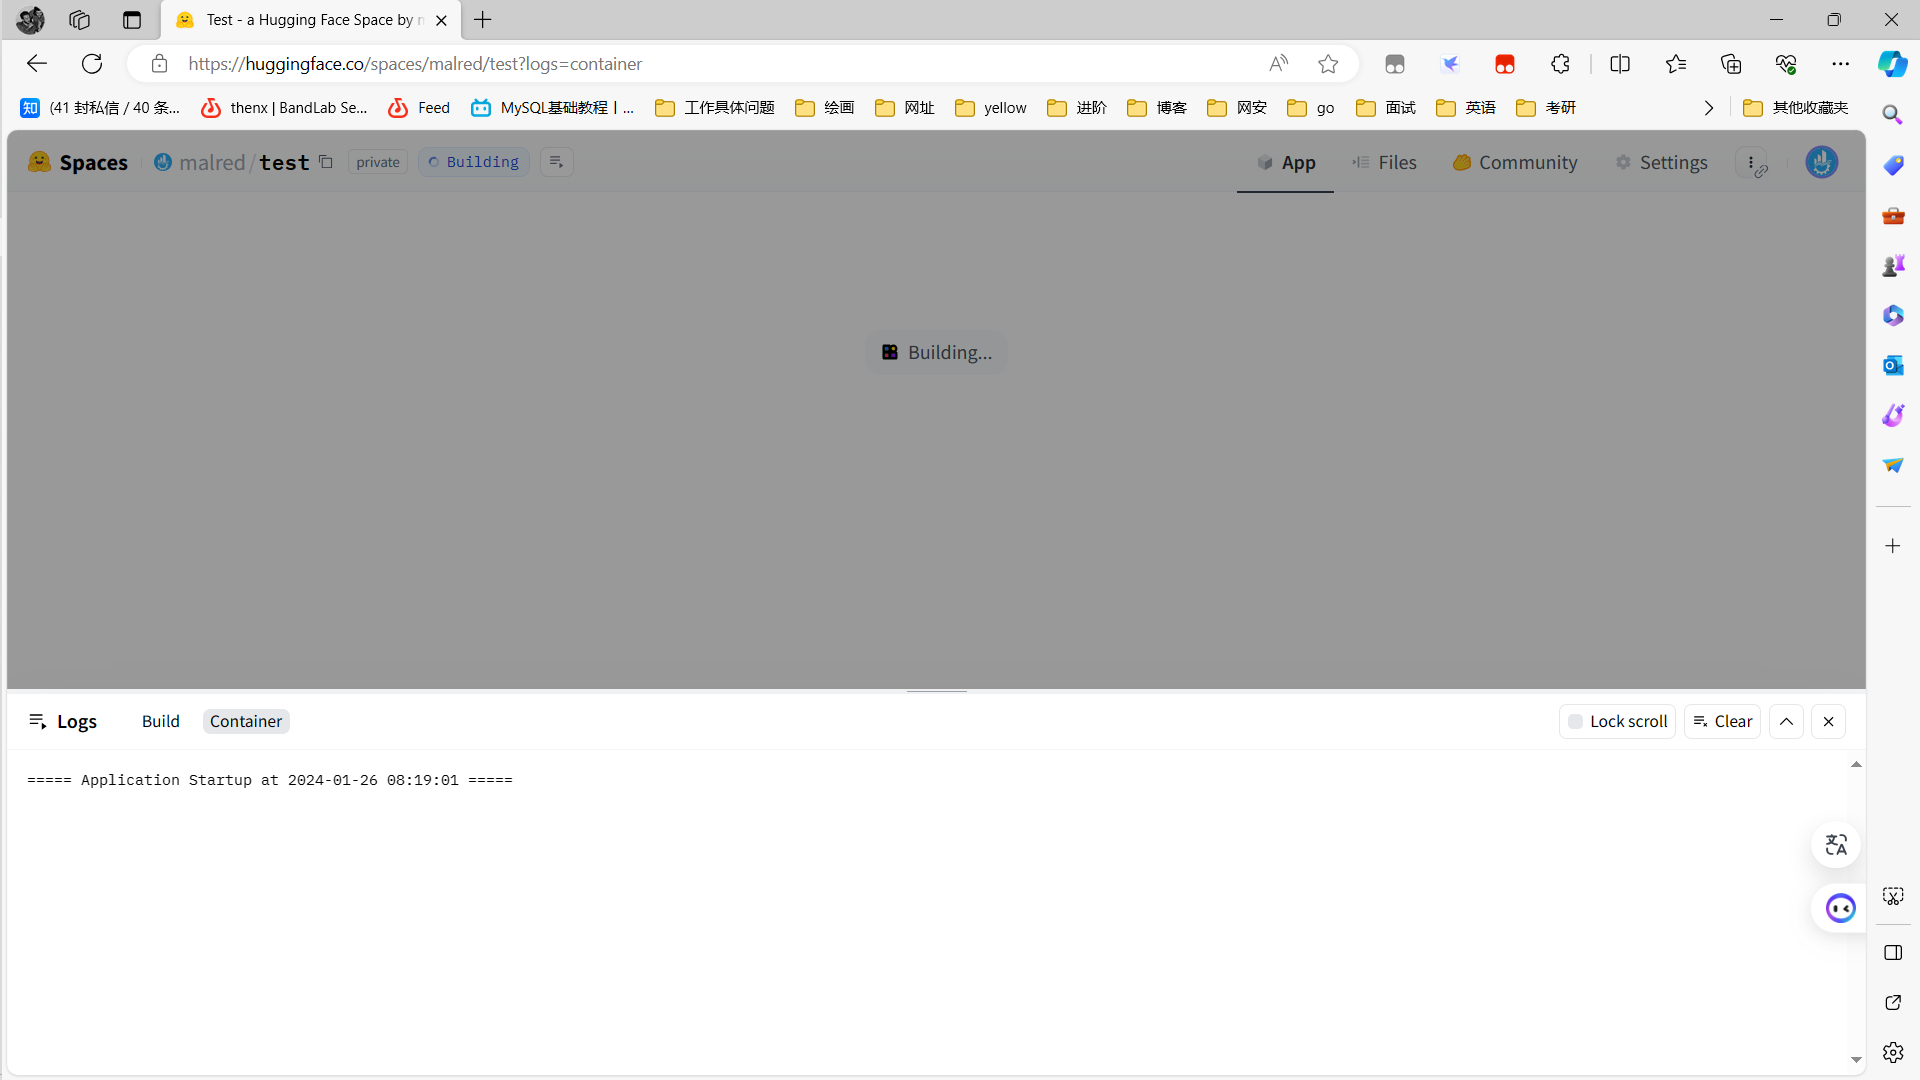 Test - a Hugging Face Space by
https://huggingface.co/spaces/malred/test?logs=container
知 (41 封私信 / 40 条... thenx | BandLab Se... Feed MySQL基础教程丨... 工作具体问题 绘画 网址 yellow 进阶 博客 网安 go 面试 英语 考研 其他收藏夹
Spaces malred/test private Building App Files Community Settings
Building...
Logs Build Container Lock scroll Clear
===== Application Startup at 2024-01-26 08:19:01 =====